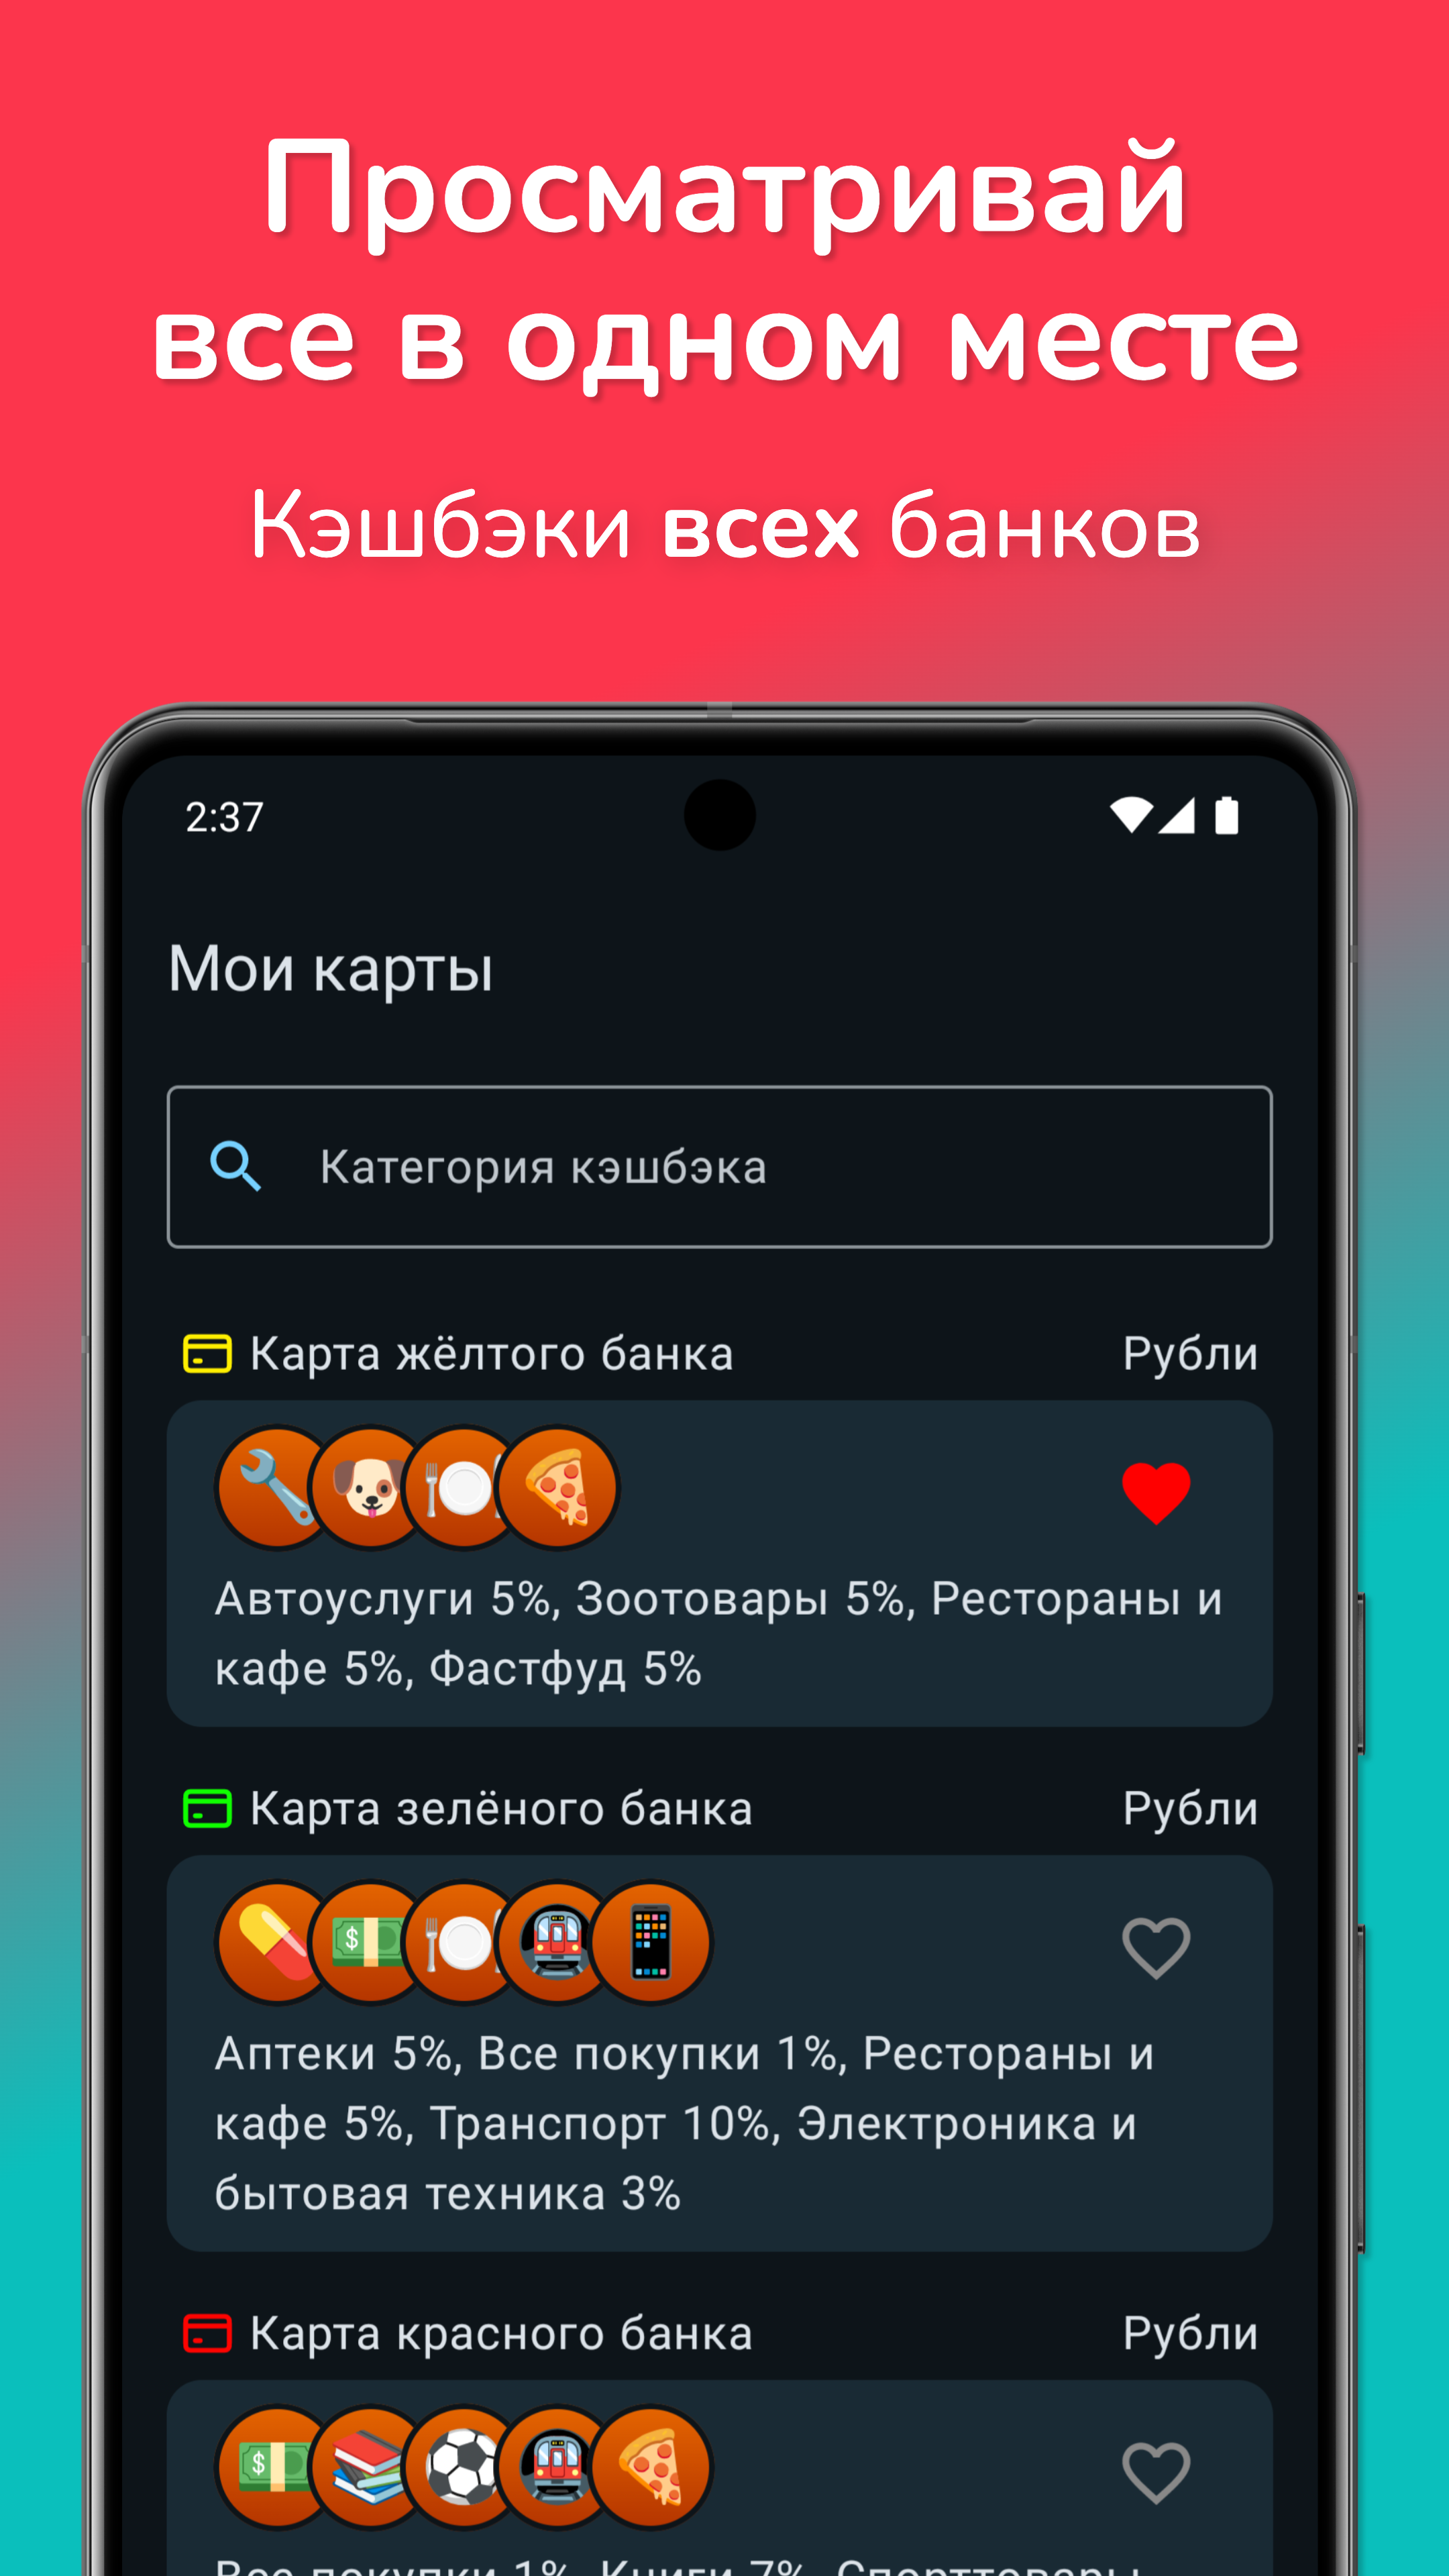 Просматривай
все в одном месте
Кэшбэки всех банков
2:37
Мои карты
Категория кэшбэка
Карта жёлтого банка Рубли
Автоуслуги 5%, Зоотовары 5%, Рестораны и
кафе 5%, Фастфуд 5%
Карта зелёного банка Рубли
Аптеки 5%, Все покупки 1%, Рестораны и
кафе 5%, Транспорт 10%, Электроника и
бытовая техника 3%
Карта красного банка Рубли
Все покупки 1%, Книги 7%, Спорттовары